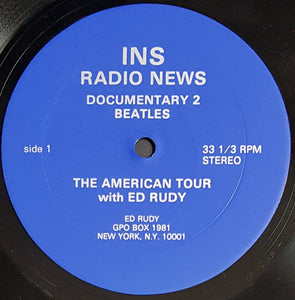 INS
RADIO NEWS
DOCUMENTARY 2
BEATLES
side 1
33 1/3 RPM
STEREO
THE AMERICAN TOUR
with ED RUDY
ED RUDY
GPO BOX 1981
NEW YORK, N.Y. 10001